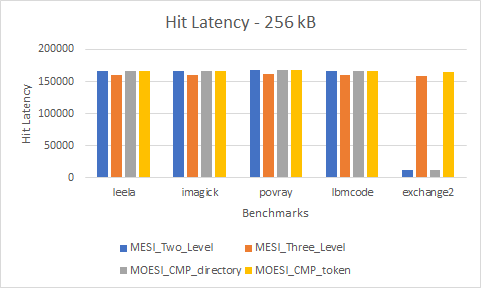 Hit Latency - 256 kB
200000
150000
100000
50000
0
Hit Latency
leela imagick povray lbmcode exchange2
Benchmarks
MESI_Two_Level MESI_Three_Level
MOESI_CMP_directory MOESI_CMP_token